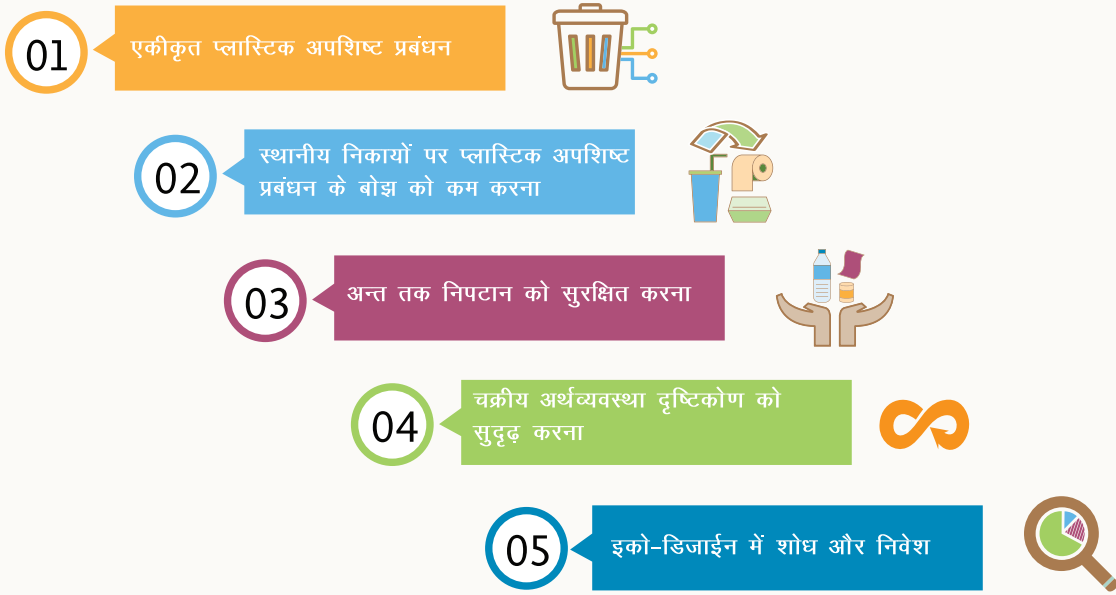 01
एकीकृत प्लास्टिक अपशिष्ट प्रबंधन
02
स्थानीय निकायों पर प्लास्टिक अपशिष्ट
प्रबंधन के बोझ को कम करना
03
अन्त तक निपटान को सुरक्षित करना
04
चक्रीय अर्थव्यवस्था दृष्टिकोण को
सुदृढ़ करना
05
इको-डिजाईन में शोध और निवेश